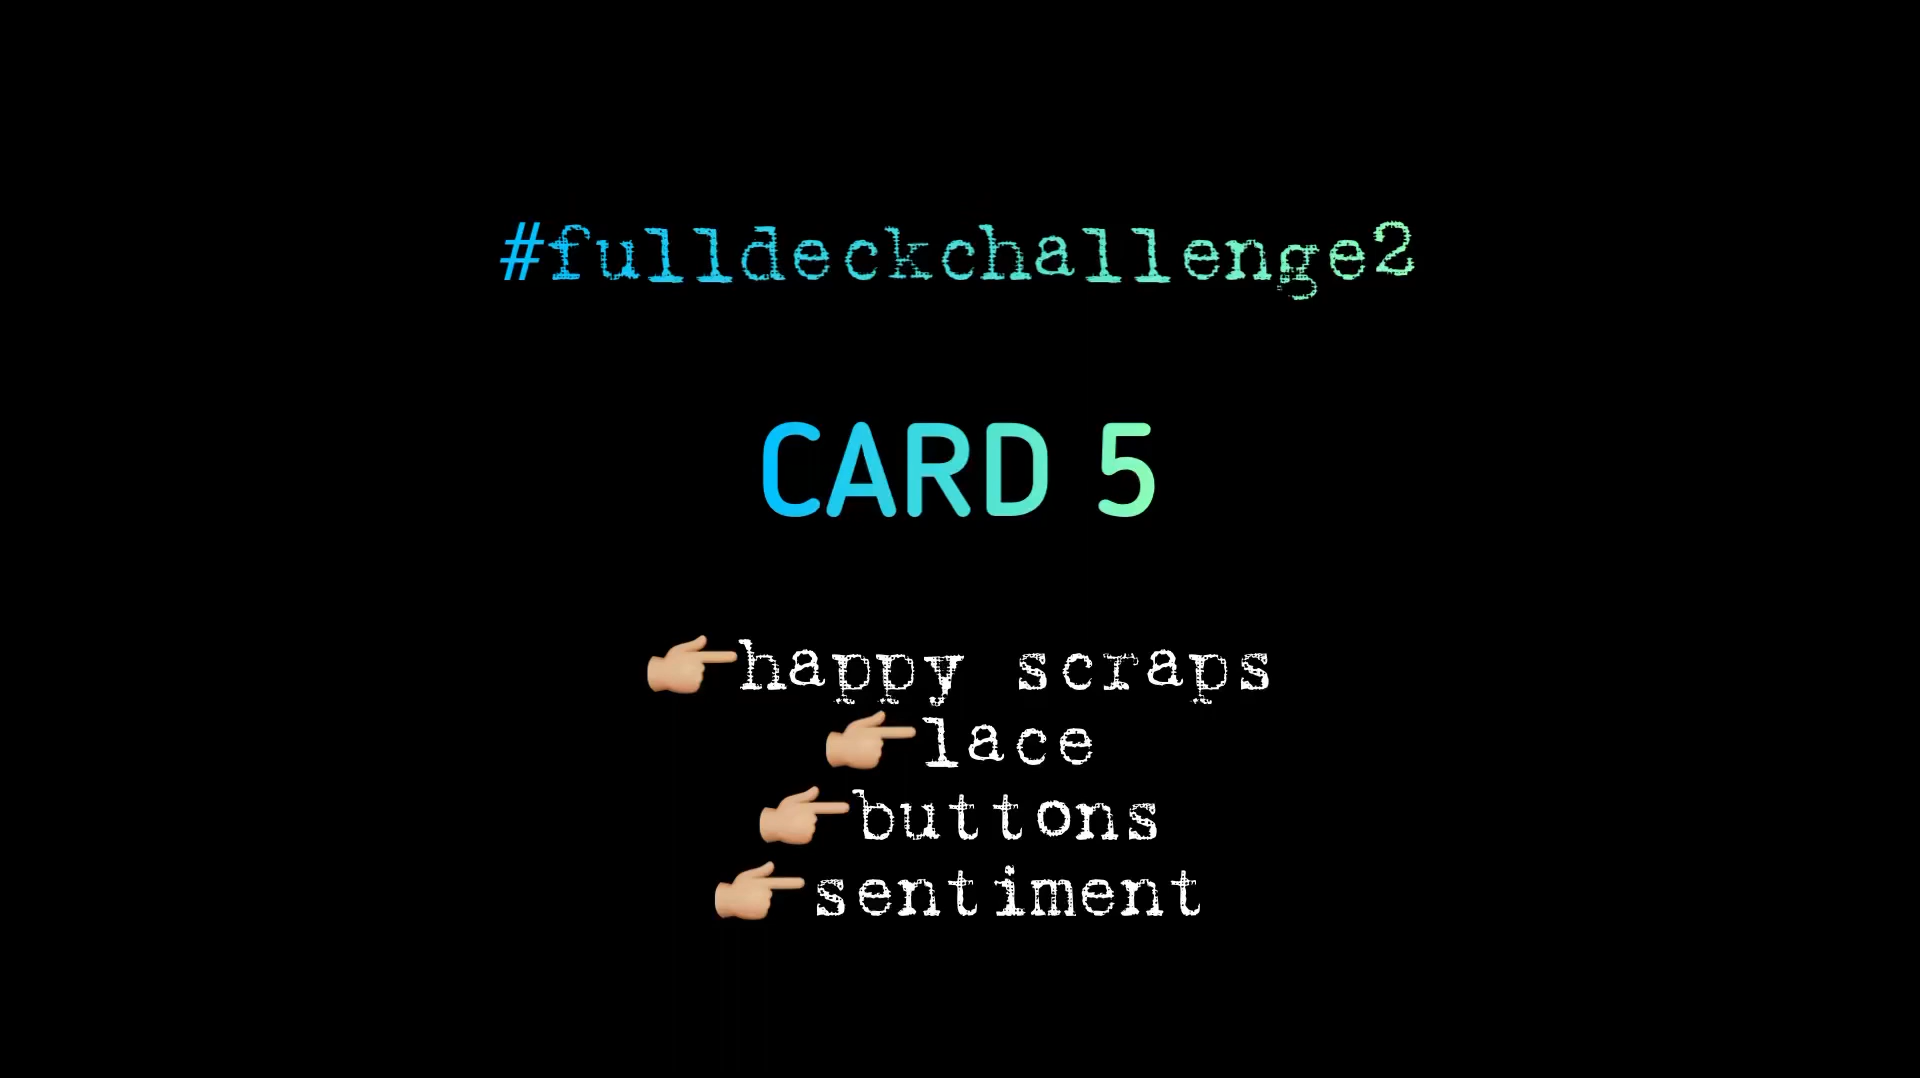 #fulldeckchallenge2
CARD 5
👉🏼happy scraps
👉🏼lace
👉🏼buttons
👉🏼sentiment